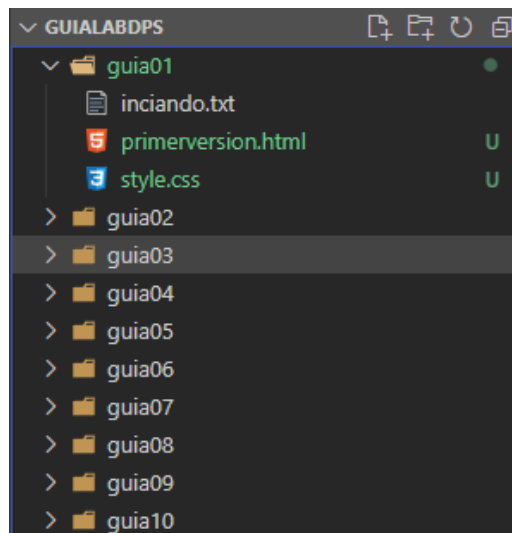 GUIALABDPS
guia01
inciando.txt
primerversion.html U
style.css U
guia02
guia03
guia04
guia05
guia06
guia07
guia08
guia09
guia10